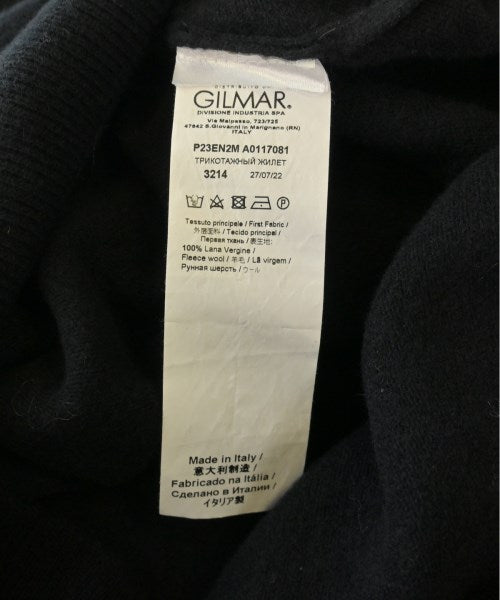 DISTRIBUITO DA:
GILMAR®
DIVISIONE INDUSTRIA SPA
Via Malpasso, 723/725
47842 S.Giovanni in Marignano (RN)
ITALY
P23EN2M A0117081
ТРИКОТАЖНЫЙ ЖИЛЕТ
3214 27/07/22
Tessuto principale / First Fabric /
外层面料 / Tecido principal /
Первая ткань / 表生地:
100% Lana Vergine /
Fleece wool / 羊毛 / Lã virgem /
Рунная шерсть / ウール
Made in Italy /
意大利制造 /
Fabricado na Itália /
Сделано в Италии /
イタリア製